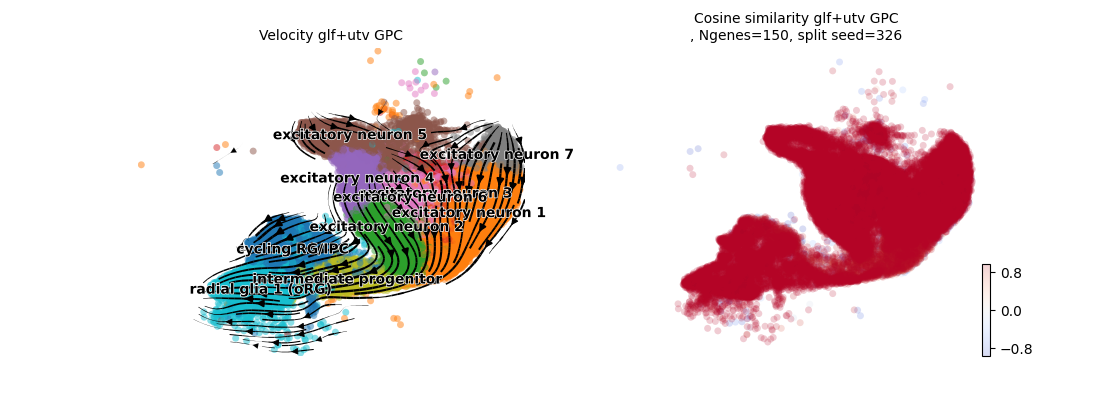 Velocity glf+utv GPC
Cosine similarity glf+utv GPC
, Ngenes=150, split seed=326
excitatory neuron 5
excitatory neuron 7
excitatory neuron 4
excitatory neuron 3
excitatory neuron 6
excitatory neuron 1
excitatory neuron 2
cycling RG/IPC
intermediate progenitor
radial glia 1 (oRG)
0.8
0.0
−0.8